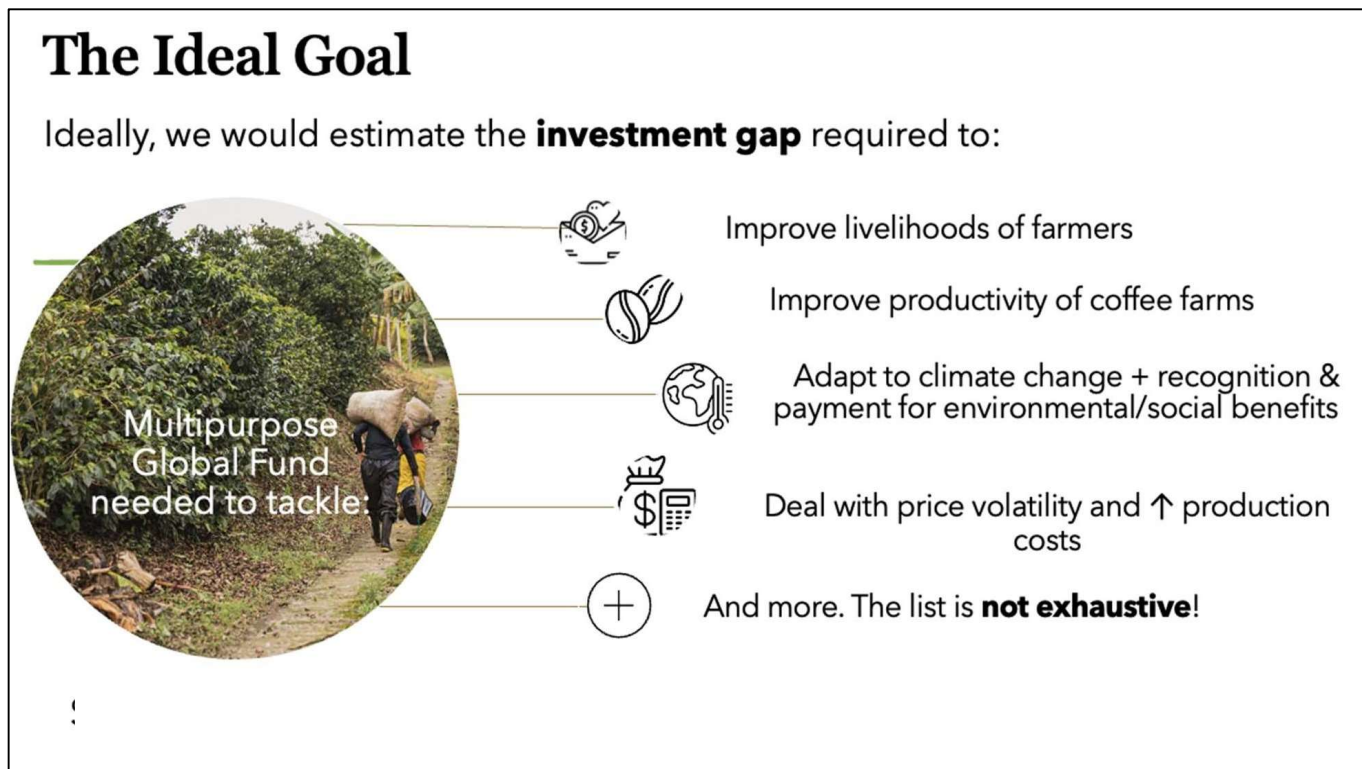 The Ideal Goal
Ideally, we would estimate the investment gap required to:
Multipurpose
Global Fund
needed to tackle:
Improve livelihoods of farmers
Improve productivity of coffee farms
Adapt to climate change + recognition &
payment for environmental/social benefits
Deal with price volatility and ↑ production
costs
And more. The list is not exhaustive!